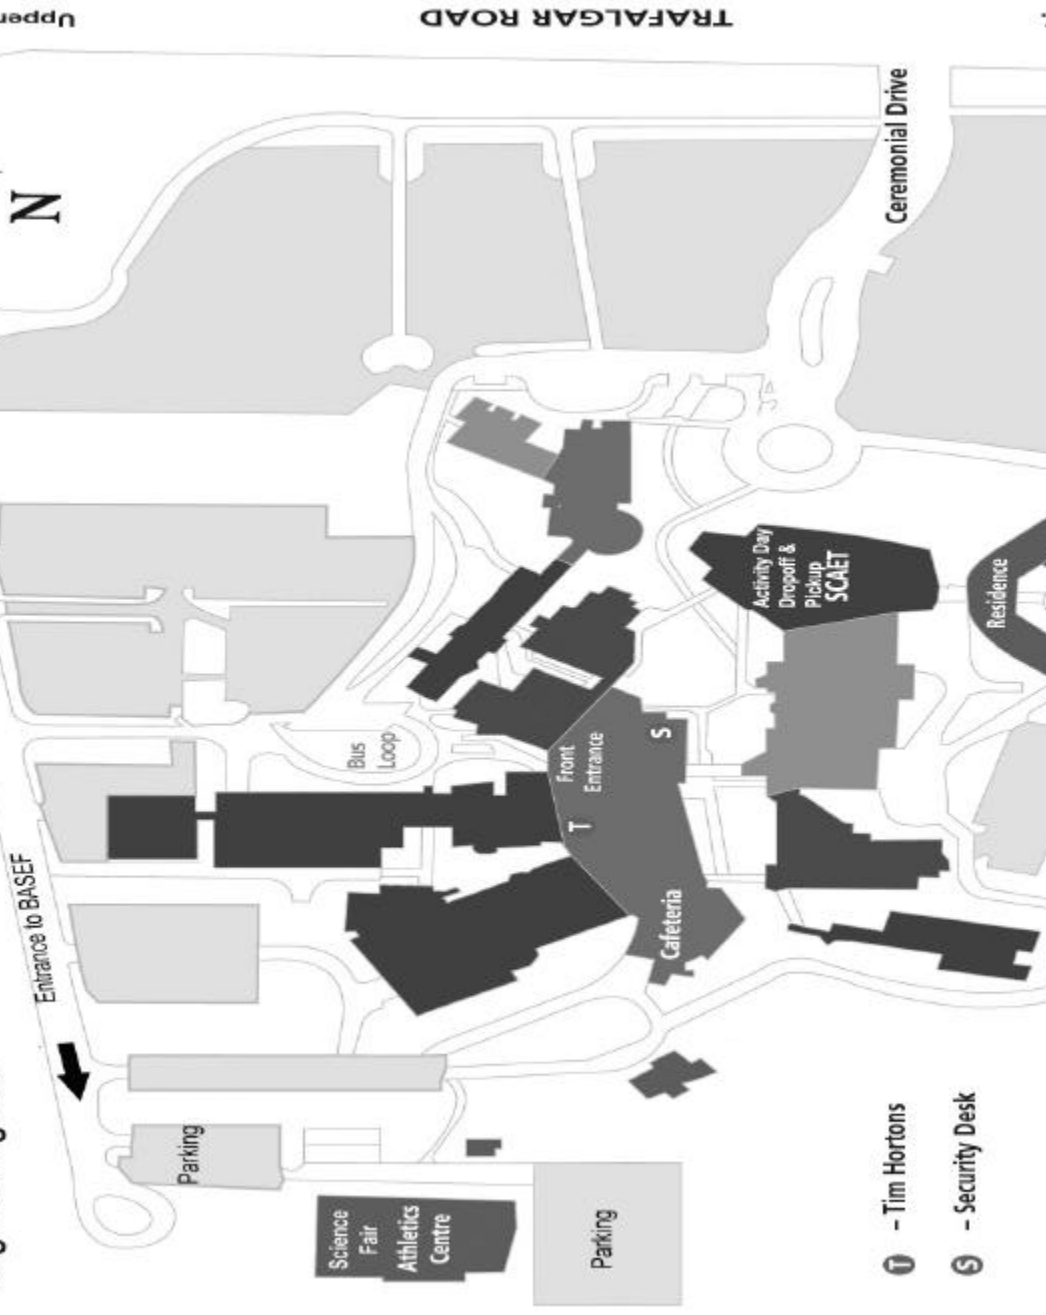 Upper
TRAFALGAR ROAD
N
Ceremonial Drive
Activity Day
Dropoff &
Pickup
SCAET
Residence
Bus
Loop
Front
Entrance
S
T
Cafeteria
Entrance to BASEF
Parking
Science
Fair
Athletics
Centre
Parking
T – Tim Hortons
S – Security Desk